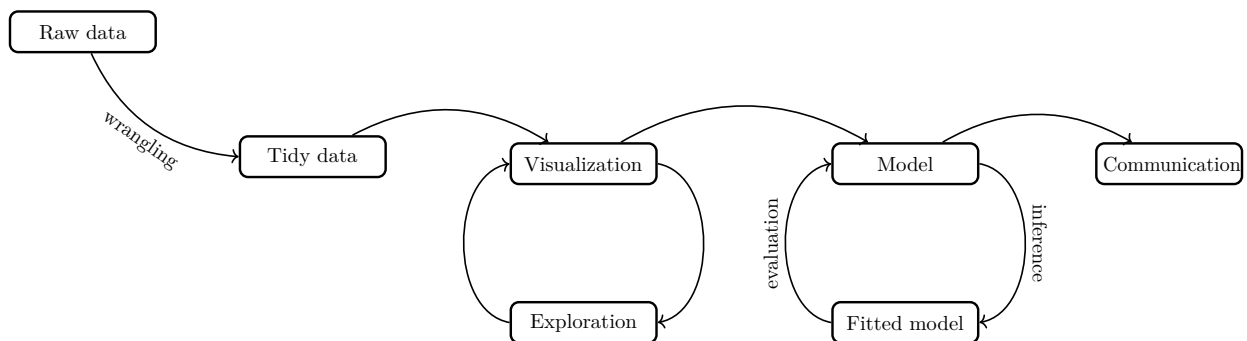 Raw data
wrangling
Tidy data
Visualization
Model
Communication
evaluation
inference
Exploration
Fitted model